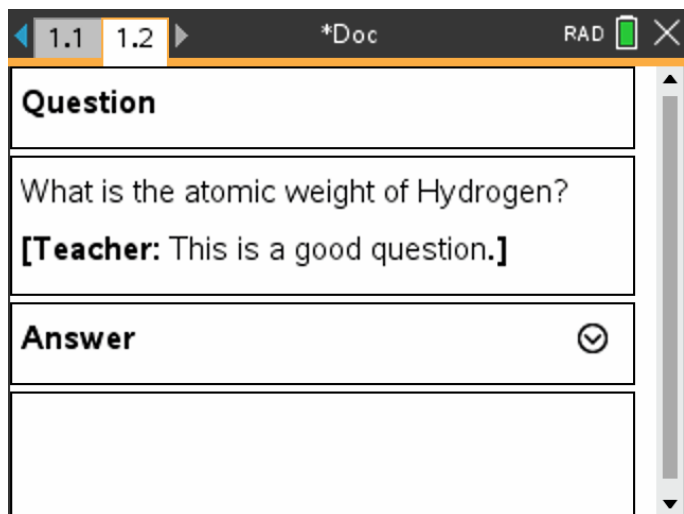 1.1 1.2 *Doc RAD
Question
What is the atomic weight of Hydrogen?
[Teacher: This is a good question.]
Answer